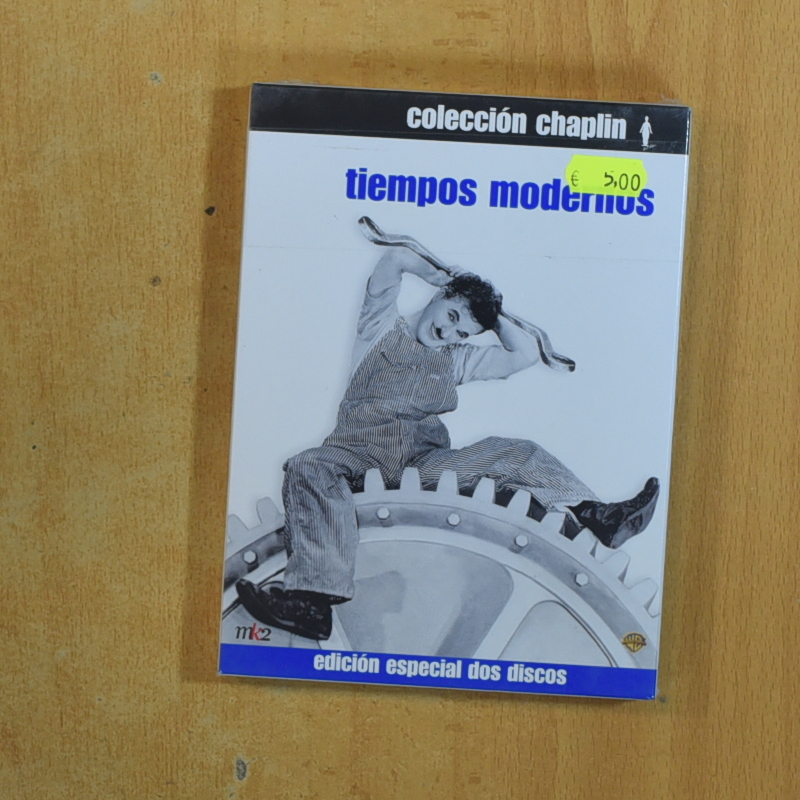 colección chaplin
€ 5,00
tiempos modernos
mk2
edición especial dos discos